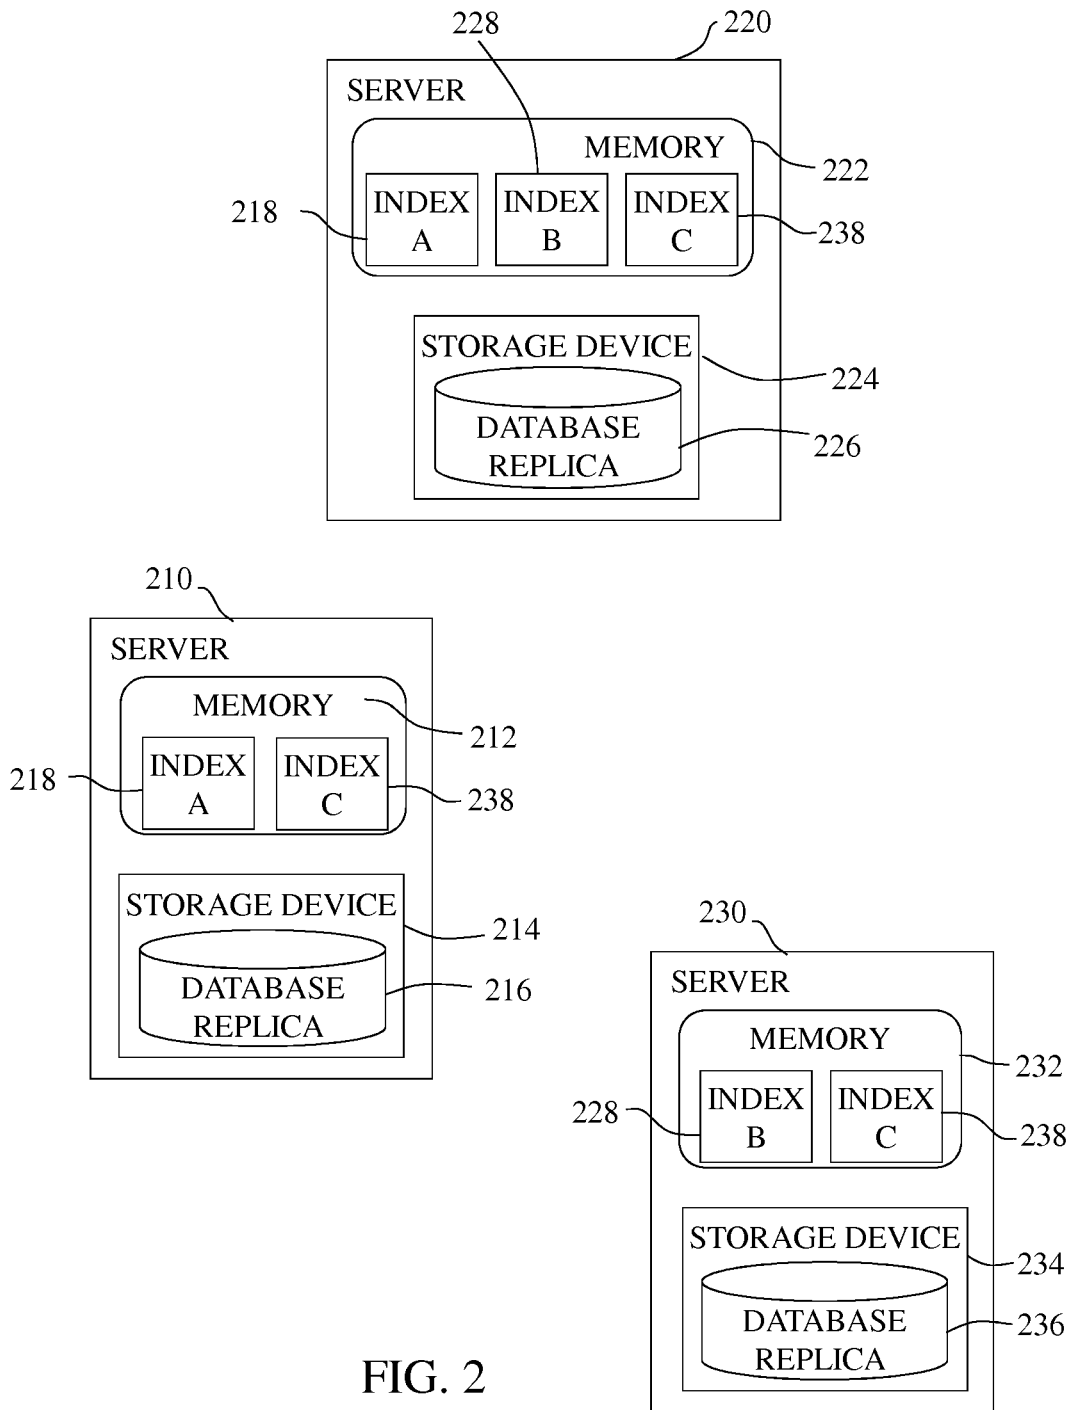 228
220
SERVER
MEMORY
222
INDEX A
INDEX B
INDEX C
218
238
STORAGE DEVICE
224
DATABASE
REPLICA
226
210
SERVER
MEMORY
212
INDEX A
INDEX C
218
238
STORAGE DEVICE
214
DATABASE
REPLICA
216
230
SERVER
MEMORY
232
INDEX B
INDEX C
228
238
STORAGE DEVICE
234
DATABASE
REPLICA
236
FIG. 2